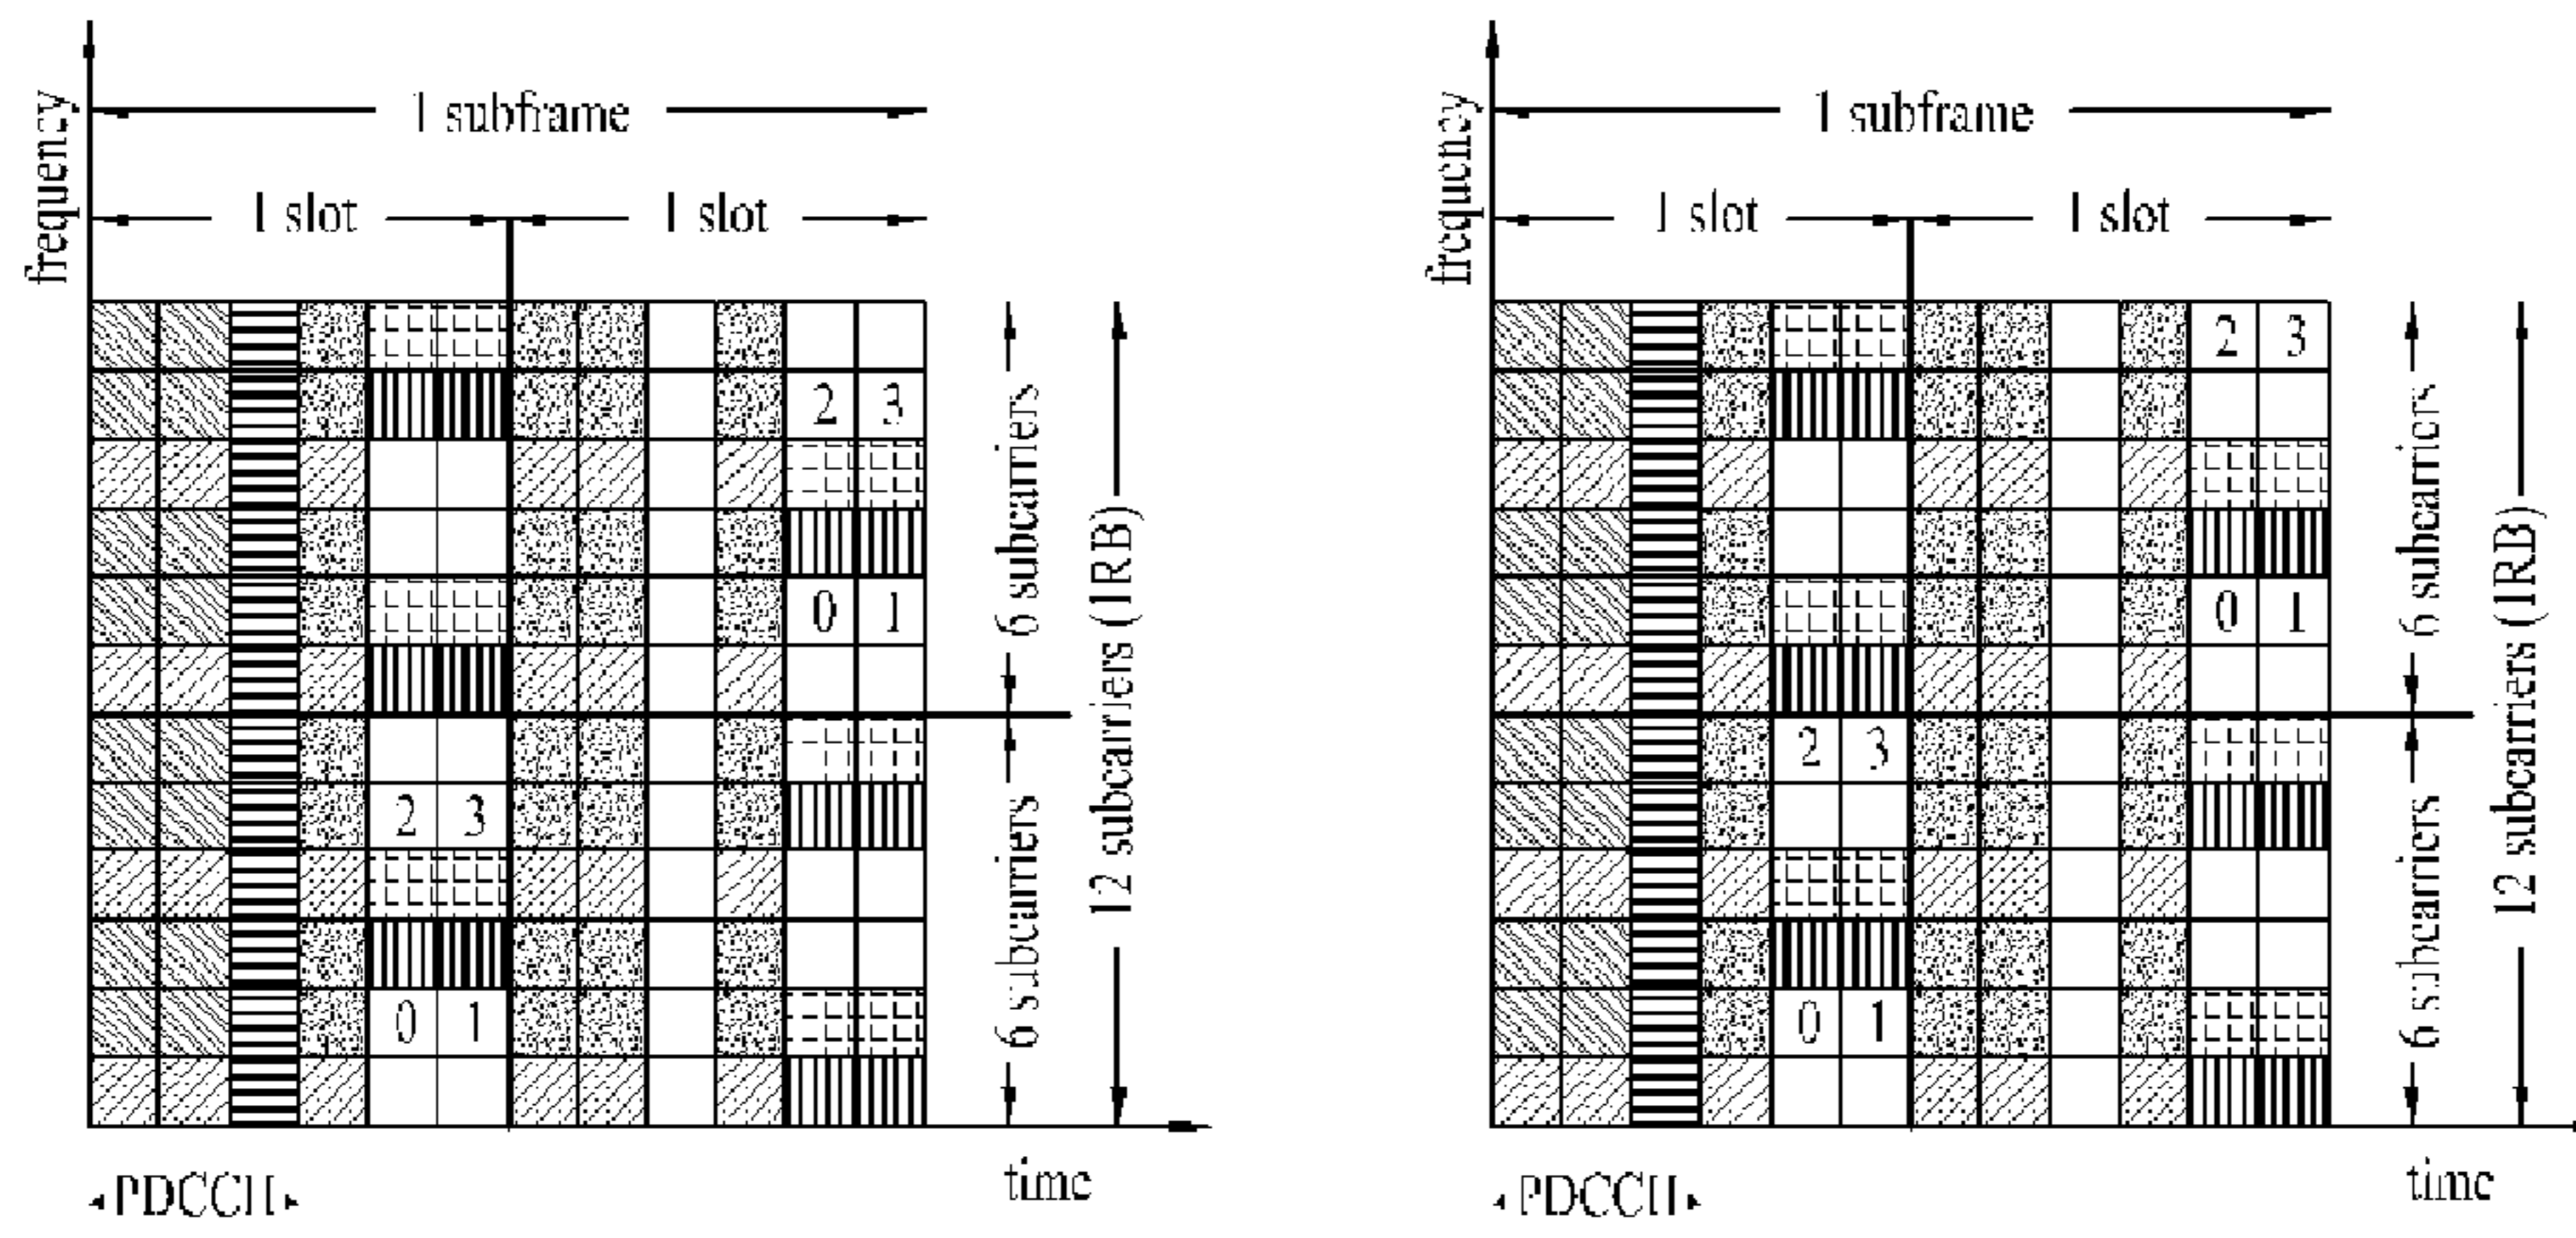 frequency
1 subframe
1 slot 1 slot
2 3
0 1
2 3
0 1
6 subcarriers
6 subcarriers
12 subcarriers (1RB)
PDCCH
time
frequency
1 subframe
1 slot 1 slot
2 3
0 1
2 3
0 1
6 subcarriers
6 subcarriers
12 subcarriers (1RB)
PDCCH
time